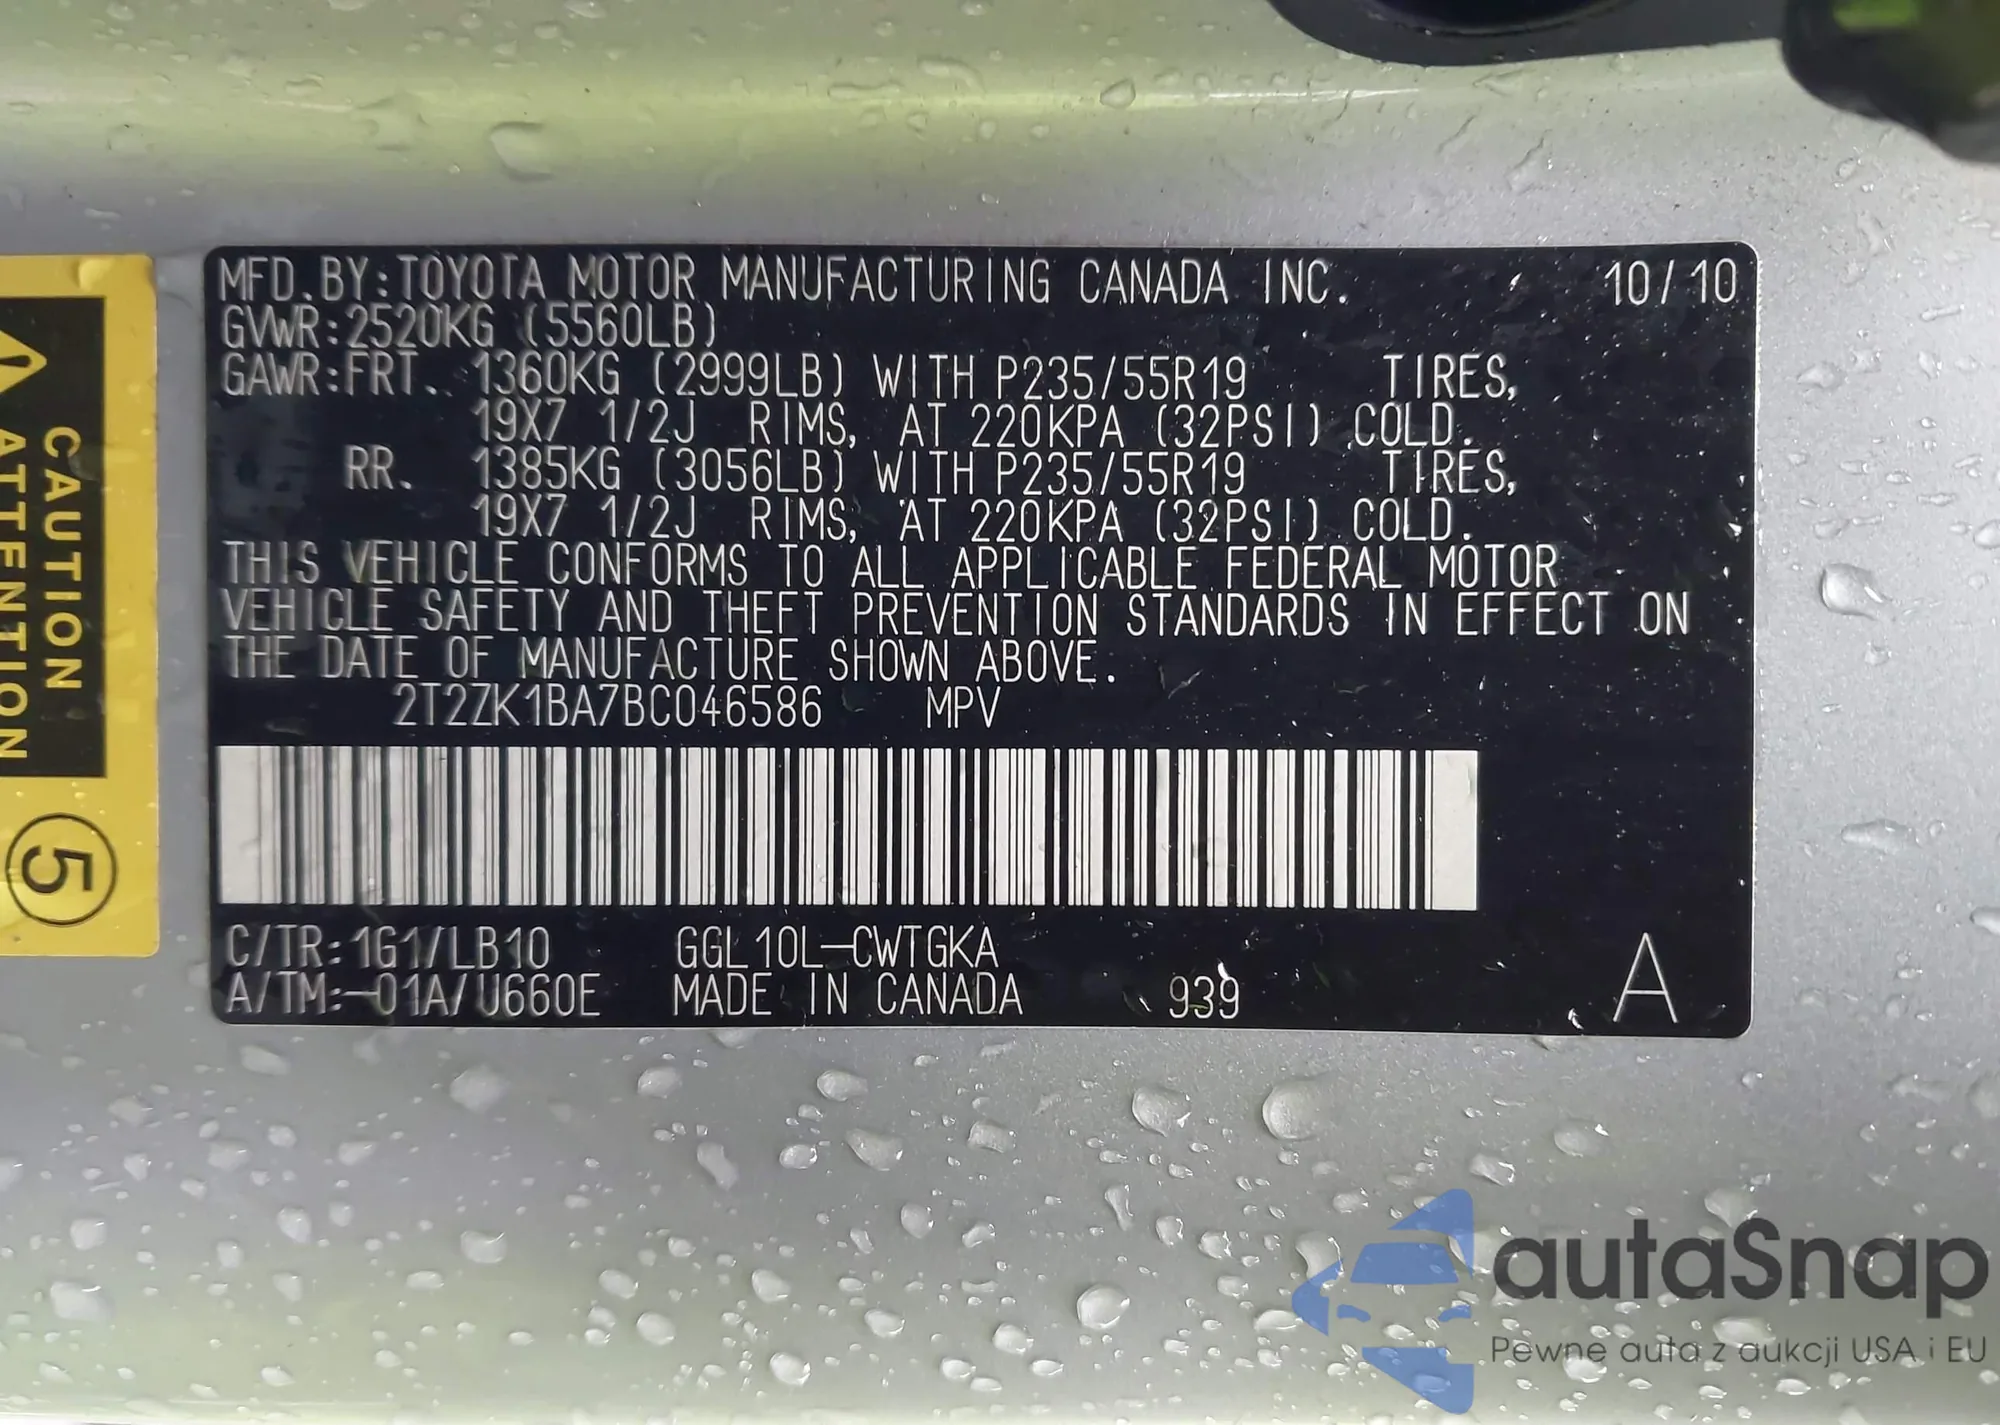 MFD.BY:TOYOTA MOTOR MANUFACTURING CANADA INC. 10/10
GVWR:2520KG (5560LB)
GAWR:FRT. 1360KG (2999LB) WITH P235/55R19 TIRES,
19X7 1/2J RIMS, AT 220KPA (32PSI) COLD.
RR. 1385KG (3056LB) WITH P235/55R19 TIRES,
19X7 1/2J RIMS, AT 220KPA (32PSI) COLD.
THIS VEHICLE CONFORMS TO ALL APPLICABLE FEDERAL MOTOR
VEHICLE SAFETY AND THEFT PREVENTION STANDARDS IN EFFECT ON
THE DATE OF MANUFACTURE SHOWN ABOVE.
2T2ZK1BA7BC046586 MPV
C/TR:1G1/LB10 GGL10L-CWTGKA A
A/TM:-01A/U660E MADE IN CANADA 939
CAUTION
ATTENTION
5
autoSnap
Pewne auta z aukcji USA i EU